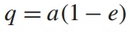 q = a(1 − e)